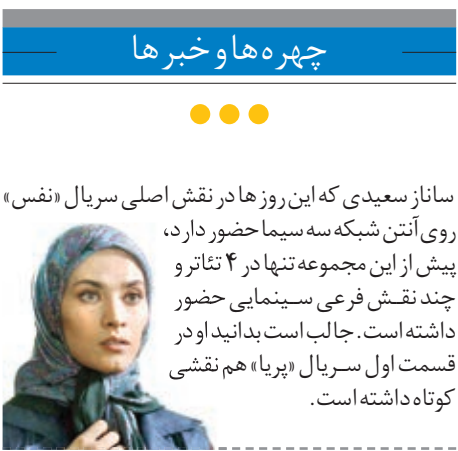 چهره‌ها و خبرها
ساناز سعیدی که این روزها در نقش اصلی سریال «نفس»
روی آنتن شبکه سه سیما حضور دارد،
پیش از این مجموعه تنها در ۴ تئاتر و
چند نقش فرعی سینمایی حضور
داشته است. جالب است بدانید او در
قسمت اول سریال «پریا» هم نقشی
کوتاه داشته است.